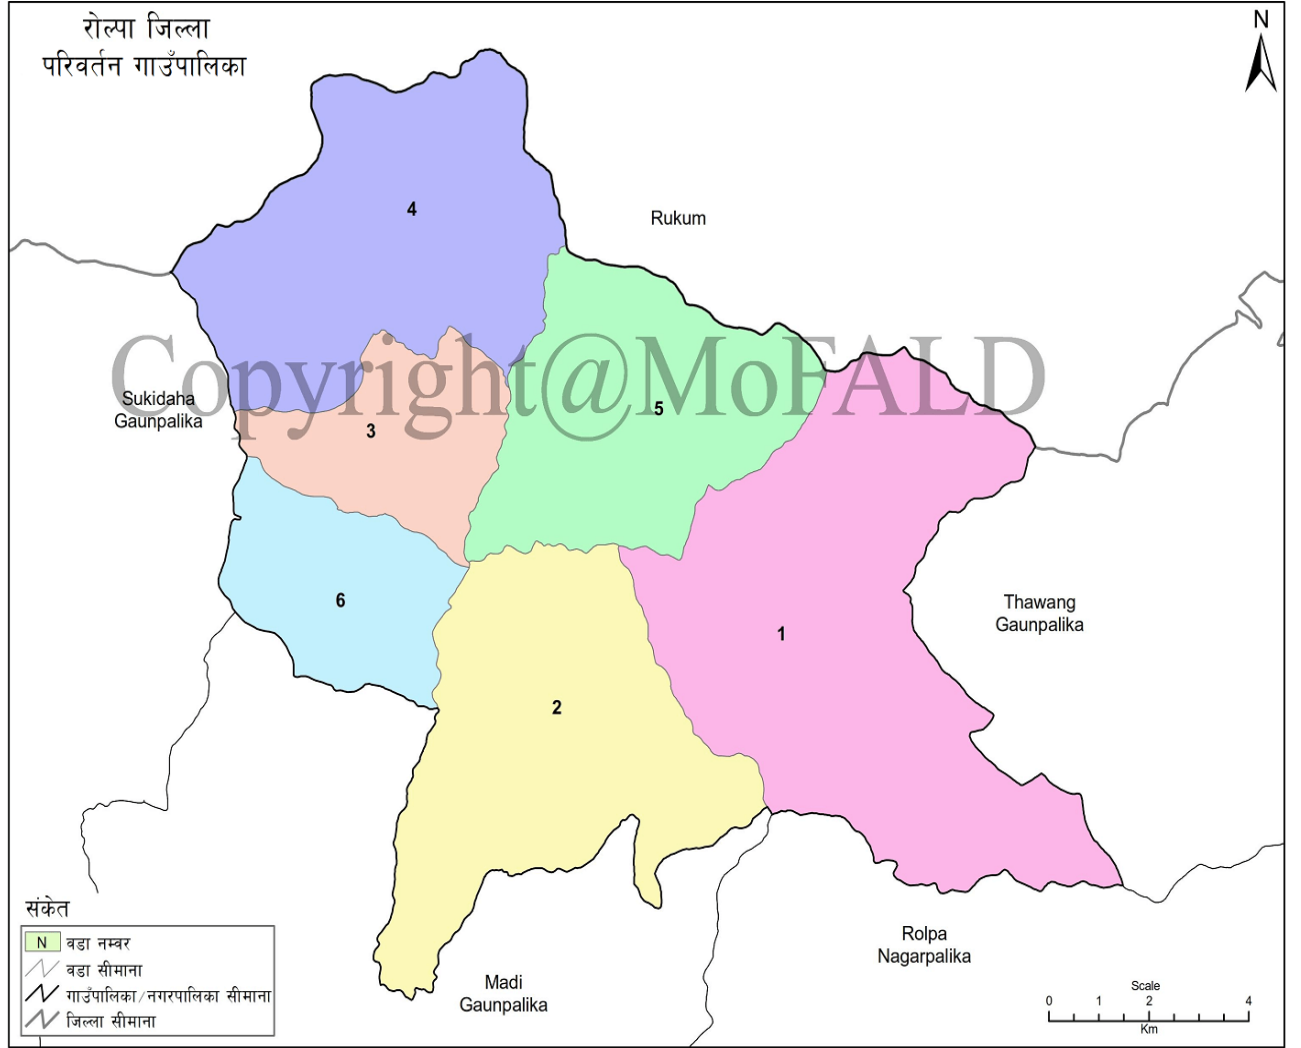 रोल्पा जिल्ला
परिवर्तन गाउँपालिका
N
4
Rukum
Copyright@MoFALD
Sukidaha
Gaunpalika
5
3
6
Thawang
Gaunpalika
1
2
Rolpa
Nagarpalika
Madi
Gaunpalika
संकेत
N वडा नम्वर
वडा सीमाना
गाउँपालिका/नगरपालिका सीमाना
जिल्ला सीमाना
Scale
0 1 2 4
Km